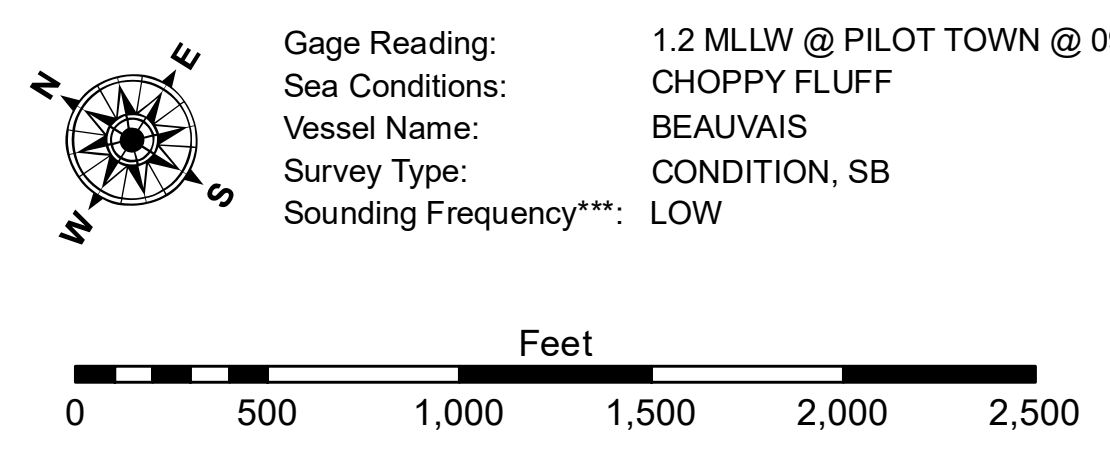 N
E
S
W
Gage Reading: 1.2 MLLW @ PILOT TOWN @
Sea Conditions: CHOPPY FLUFF
Vessel Name: BEAUVAIS
Survey Type: CONDITION, SB
Sounding Frequency***: LOW
Feet
0 500 1,000 1,500 2,000 2,500